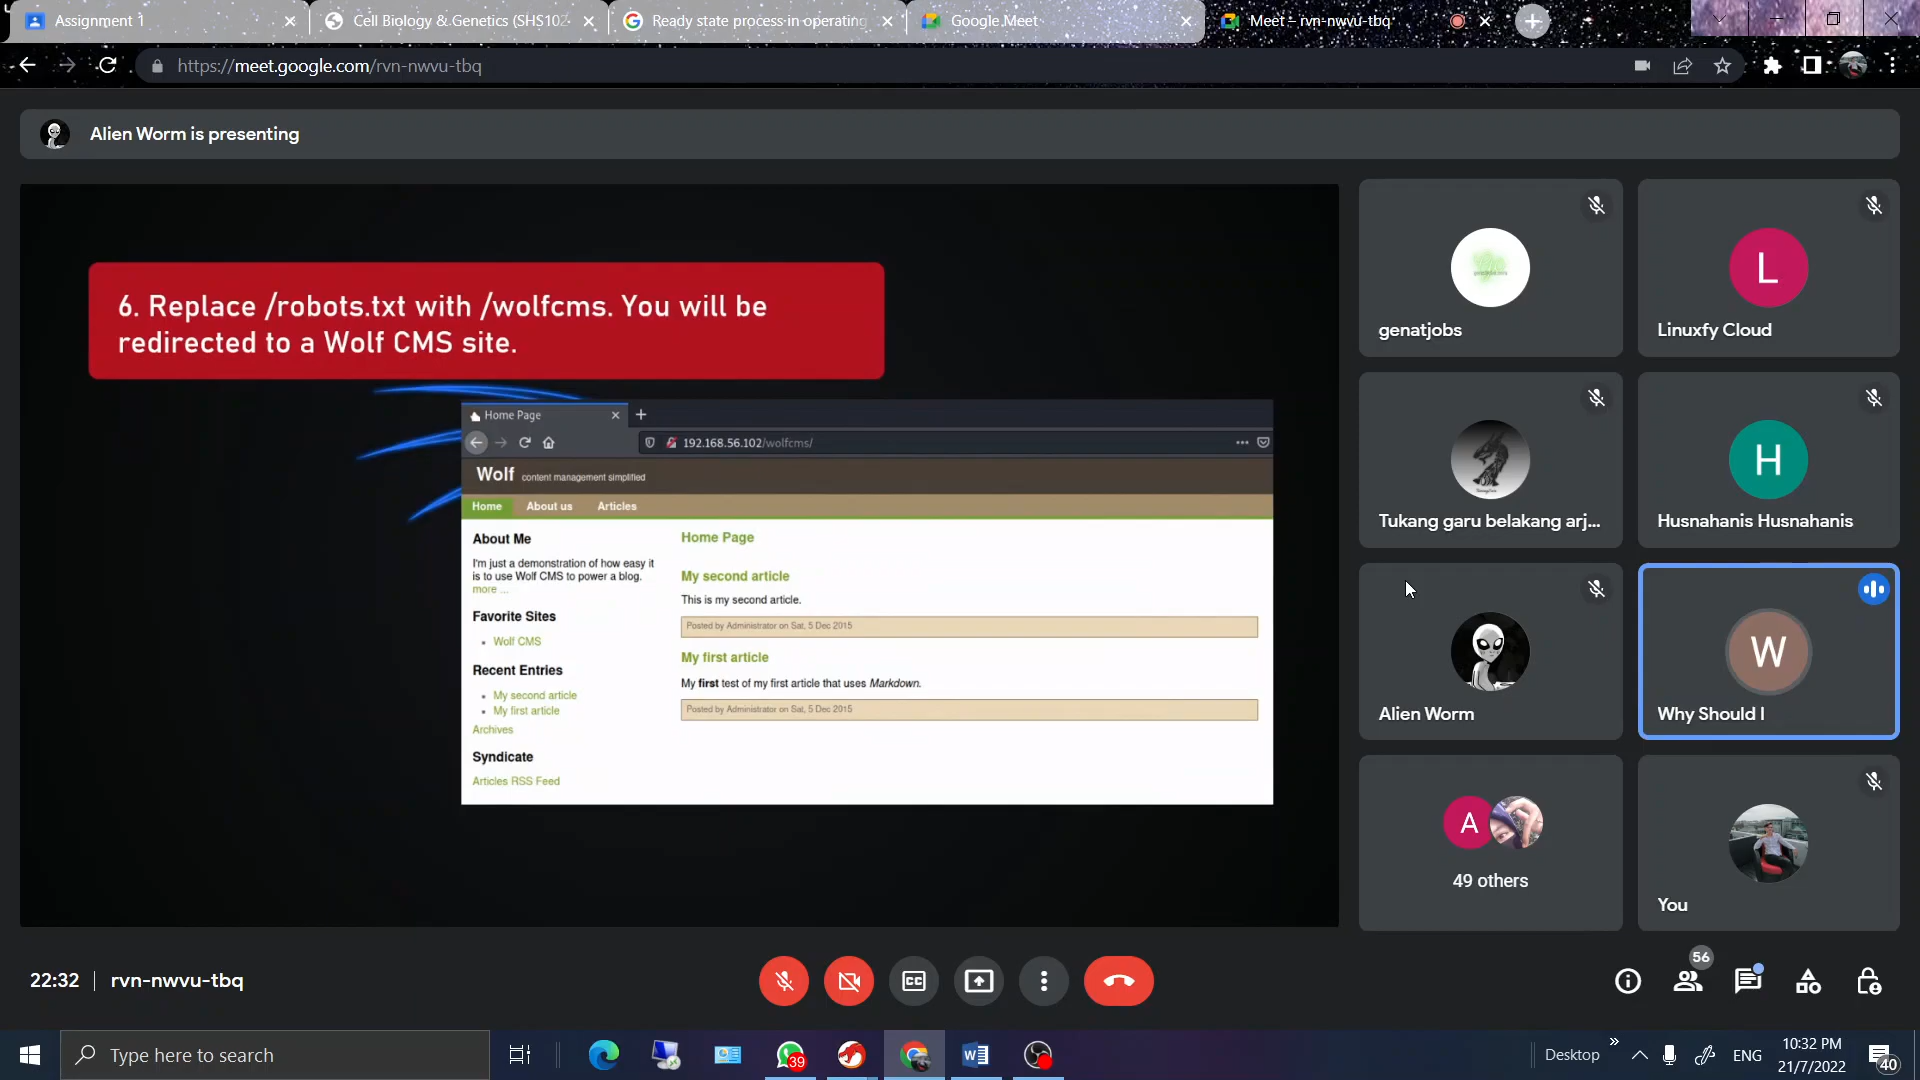 Assignment 1
Cell Biology & Genetics (SHS102-
Ready state process in operating
Google Meet
Meet – rvn-nwvu-tbq
https://meet.google.com/rvn-nwvu-tbq
Alien Worm is presenting
6. Replace /robots.txt with /wolfcms. You will be
redirected to a Wolf CMS site.
Home Page
192.168.56.102/wolfcms/
Wolf content management simplified
Home About us Articles
About Me
I'm just a demonstration of how easy it
is to use Wolf CMS to power a blog.
more ...
Favorite Sites
Wolf CMS
Recent Entries
My second article
My first article
Archives
Syndicate
Articles RSS Feed
Home Page
My second article
This is my second article.
Posted by Administrator on Sat, 5 Dec 2015
My first article
My first test of my first article that uses Markdown.
Posted by Administrator on Sat, 5 Dec 2015
genatjobs
L
Linuxfy Cloud
Tukang garu belakang arj...
H
Husnahanis Husnahanis
Alien Worm
W
Why Should I
A
49 others
You
22:32
rvn-nwvu-tbq
CC
56
Type here to search
39
W
Desktop
ENG
10:32 PM
21/7/2022
40